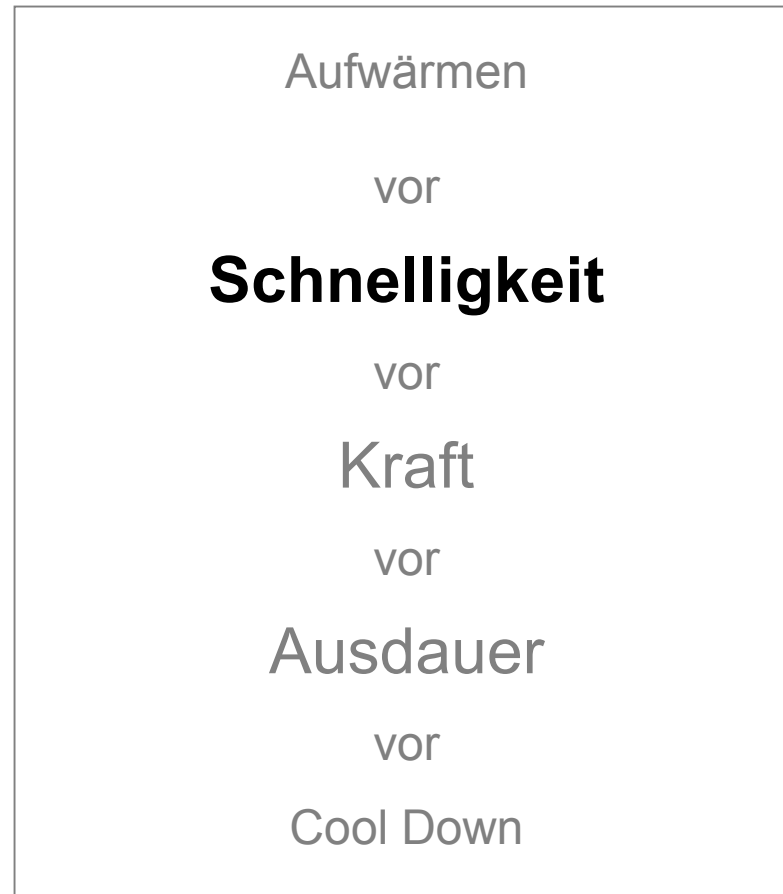 Aufwärmen
vor
Schnelligkeit
vor
Kraft
vor
Ausdauer
vor
Cool Down